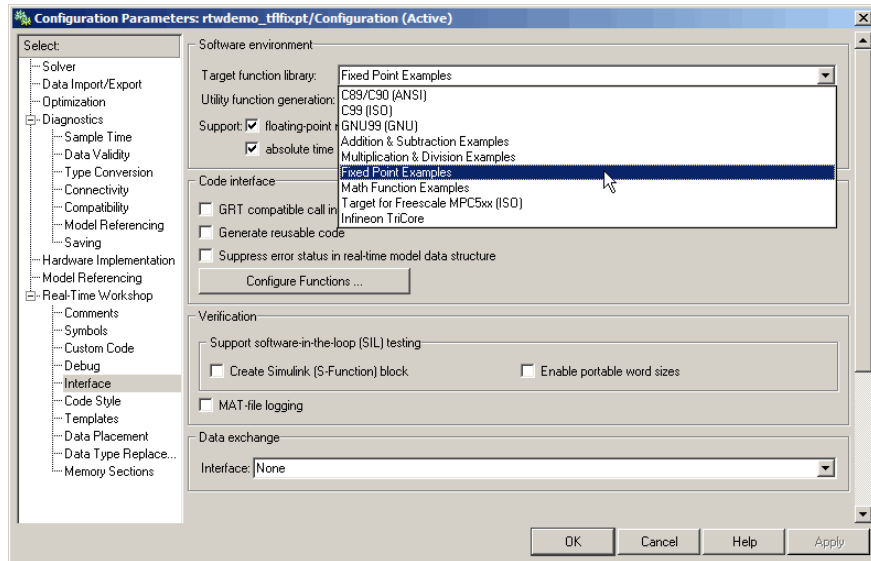 Configuration Parameters: rtwdemo_tflfixpt/Configuration (Active)
Select:
Solver
Data Import/Export
Optimization
Diagnostics
Sample Time
Data Validity
Type Conversion
Connectivity
Compatibility
Model Referencing
Saving
Hardware Implementation
Model Referencing
Real-Time Workshop
Comments
Symbols
Custom Code
Debug
Interface
Code Style
Templates
Data Placement
Data Type Replace...
Memory Sections
Software environment
Target function library: Fixed Point Examples
Utility function generation:
Support: floating-point
absolute time
C89/C90 (ANSI)
C99 (ISO)
GNU99 (GNU)
Addition & Subtraction Examples
Multiplication & Division Examples
Fixed Point Examples
Math Function Examples
Target for Freescale MPC5xx (ISO)
Infineon TriCore
Code interface
GRT compatible call in
Generate reusable code
Suppress error status in real-time model data structure
Configure Functions ...
Verification
Support software-in-the-loop (SIL) testing
Create Simulink (S-Function) block
Enable portable word sizes
MAT-file logging
Data exchange
Interface: None
OK
Cancel
Help
Apply